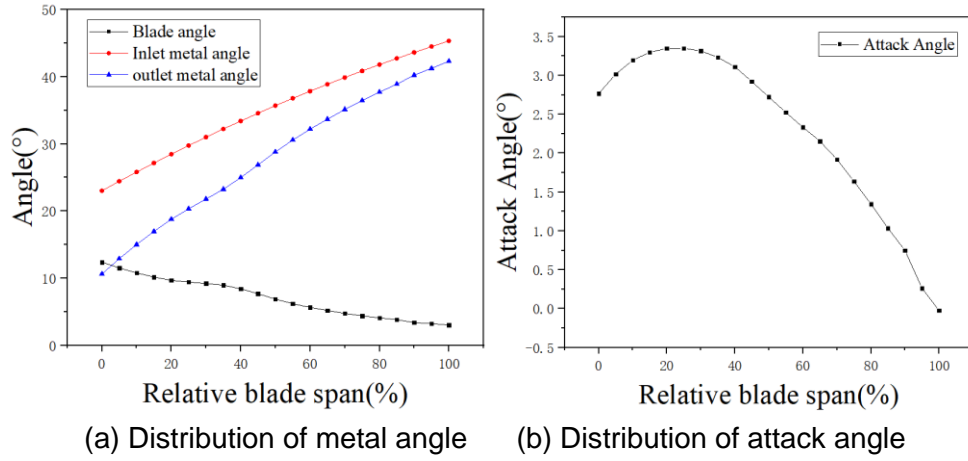 Blade angle
Inlet metal angle
outlet metal angle
Angle(°)
50
40
30
20
10
0
0
20
40
60
80
100
Relative blade span(%)
(a) Distribution of metal angle
Attack Angle
Attack Angle(°)
3.5
3.0
2.5
2.0
1.5
1.0
0.5
0.0
-0.5
0
20
40
60
80
100
Relative blade span(%)
(b) Distribution of attack angle